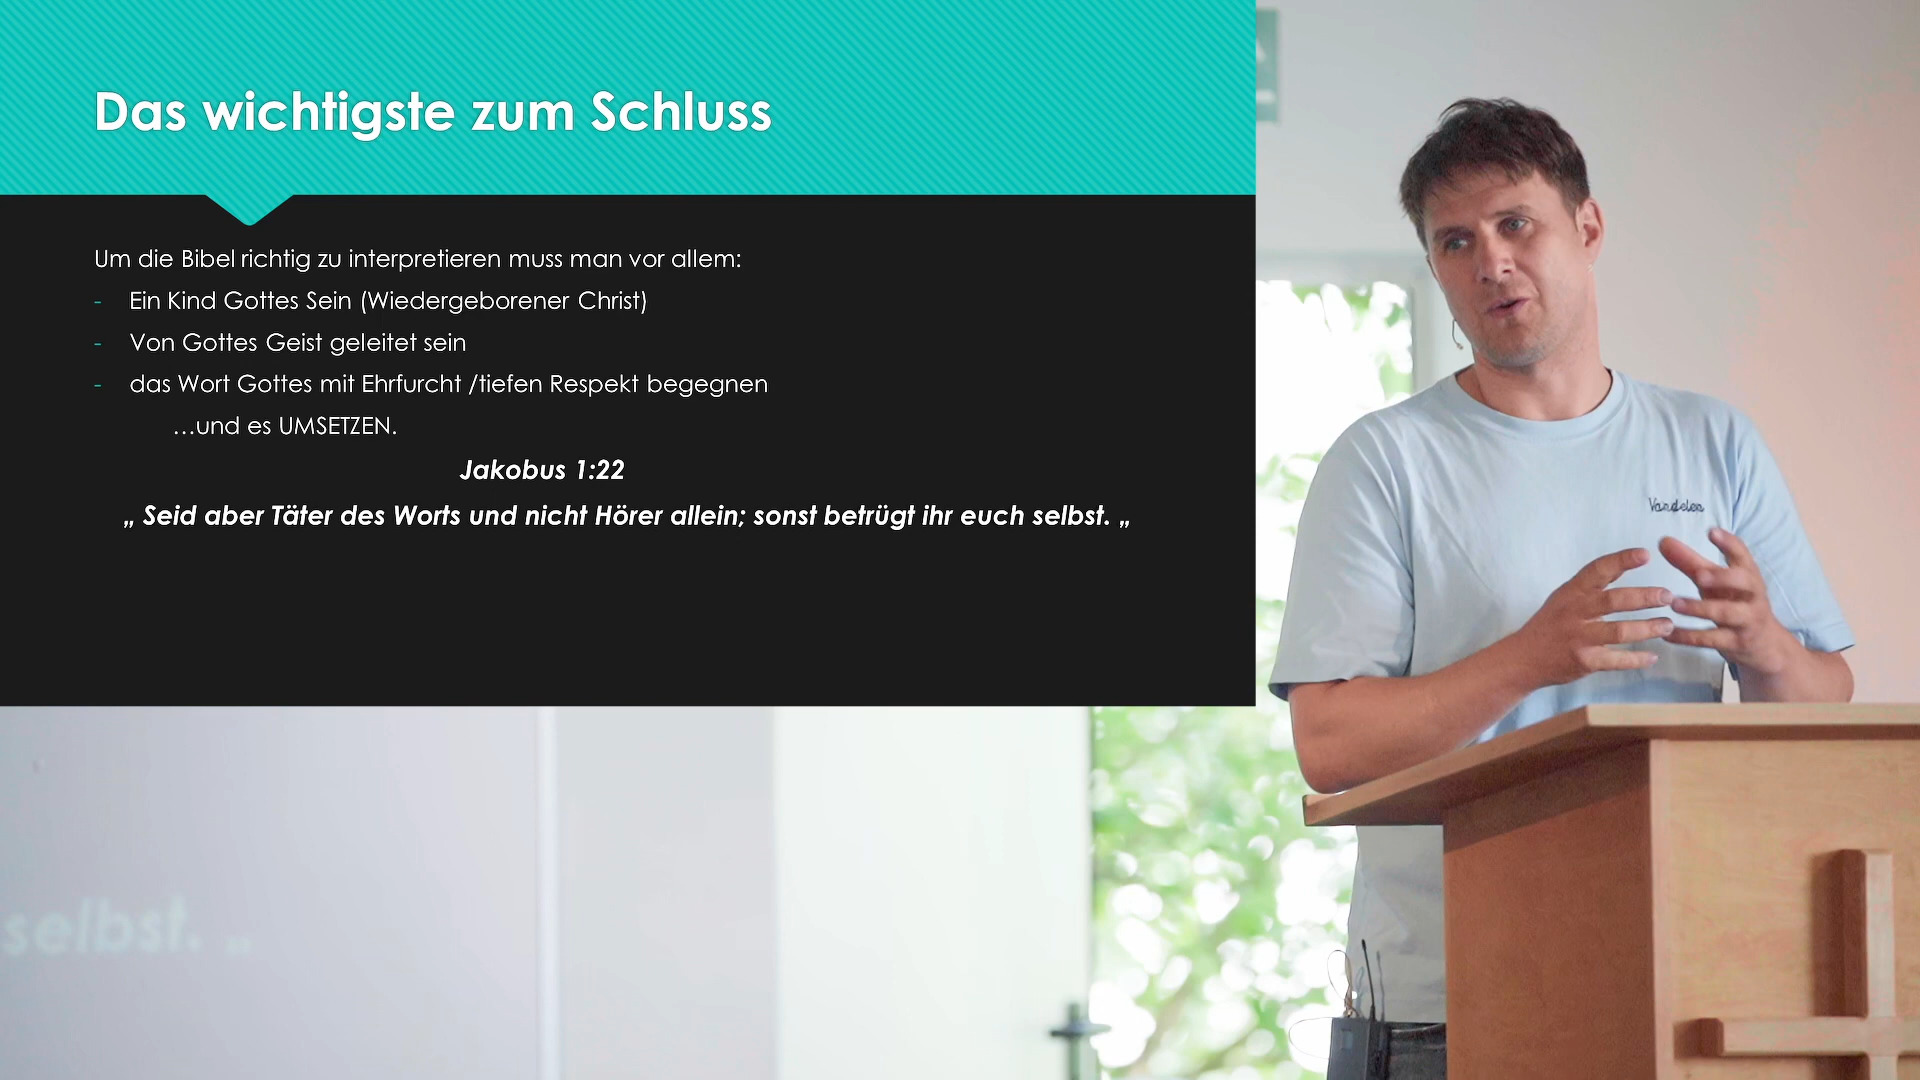 Das wichtigste zum Schluss
Um die Bibel richtig zu interpretieren muss man vor allem:
- Ein Kind Gottes Sein (Wiedergeborener Christ)
- Von Gottes Geist geleitet sein
- das Wort Gottes mit Ehrfurcht /tiefen Respekt begegnen
…und es UMSETZEN.
Jakobus 1:22
„ Seid aber Täter des Worts und nicht Hörer allein; sonst betrügt ihr euch selbst. „
selbst. „